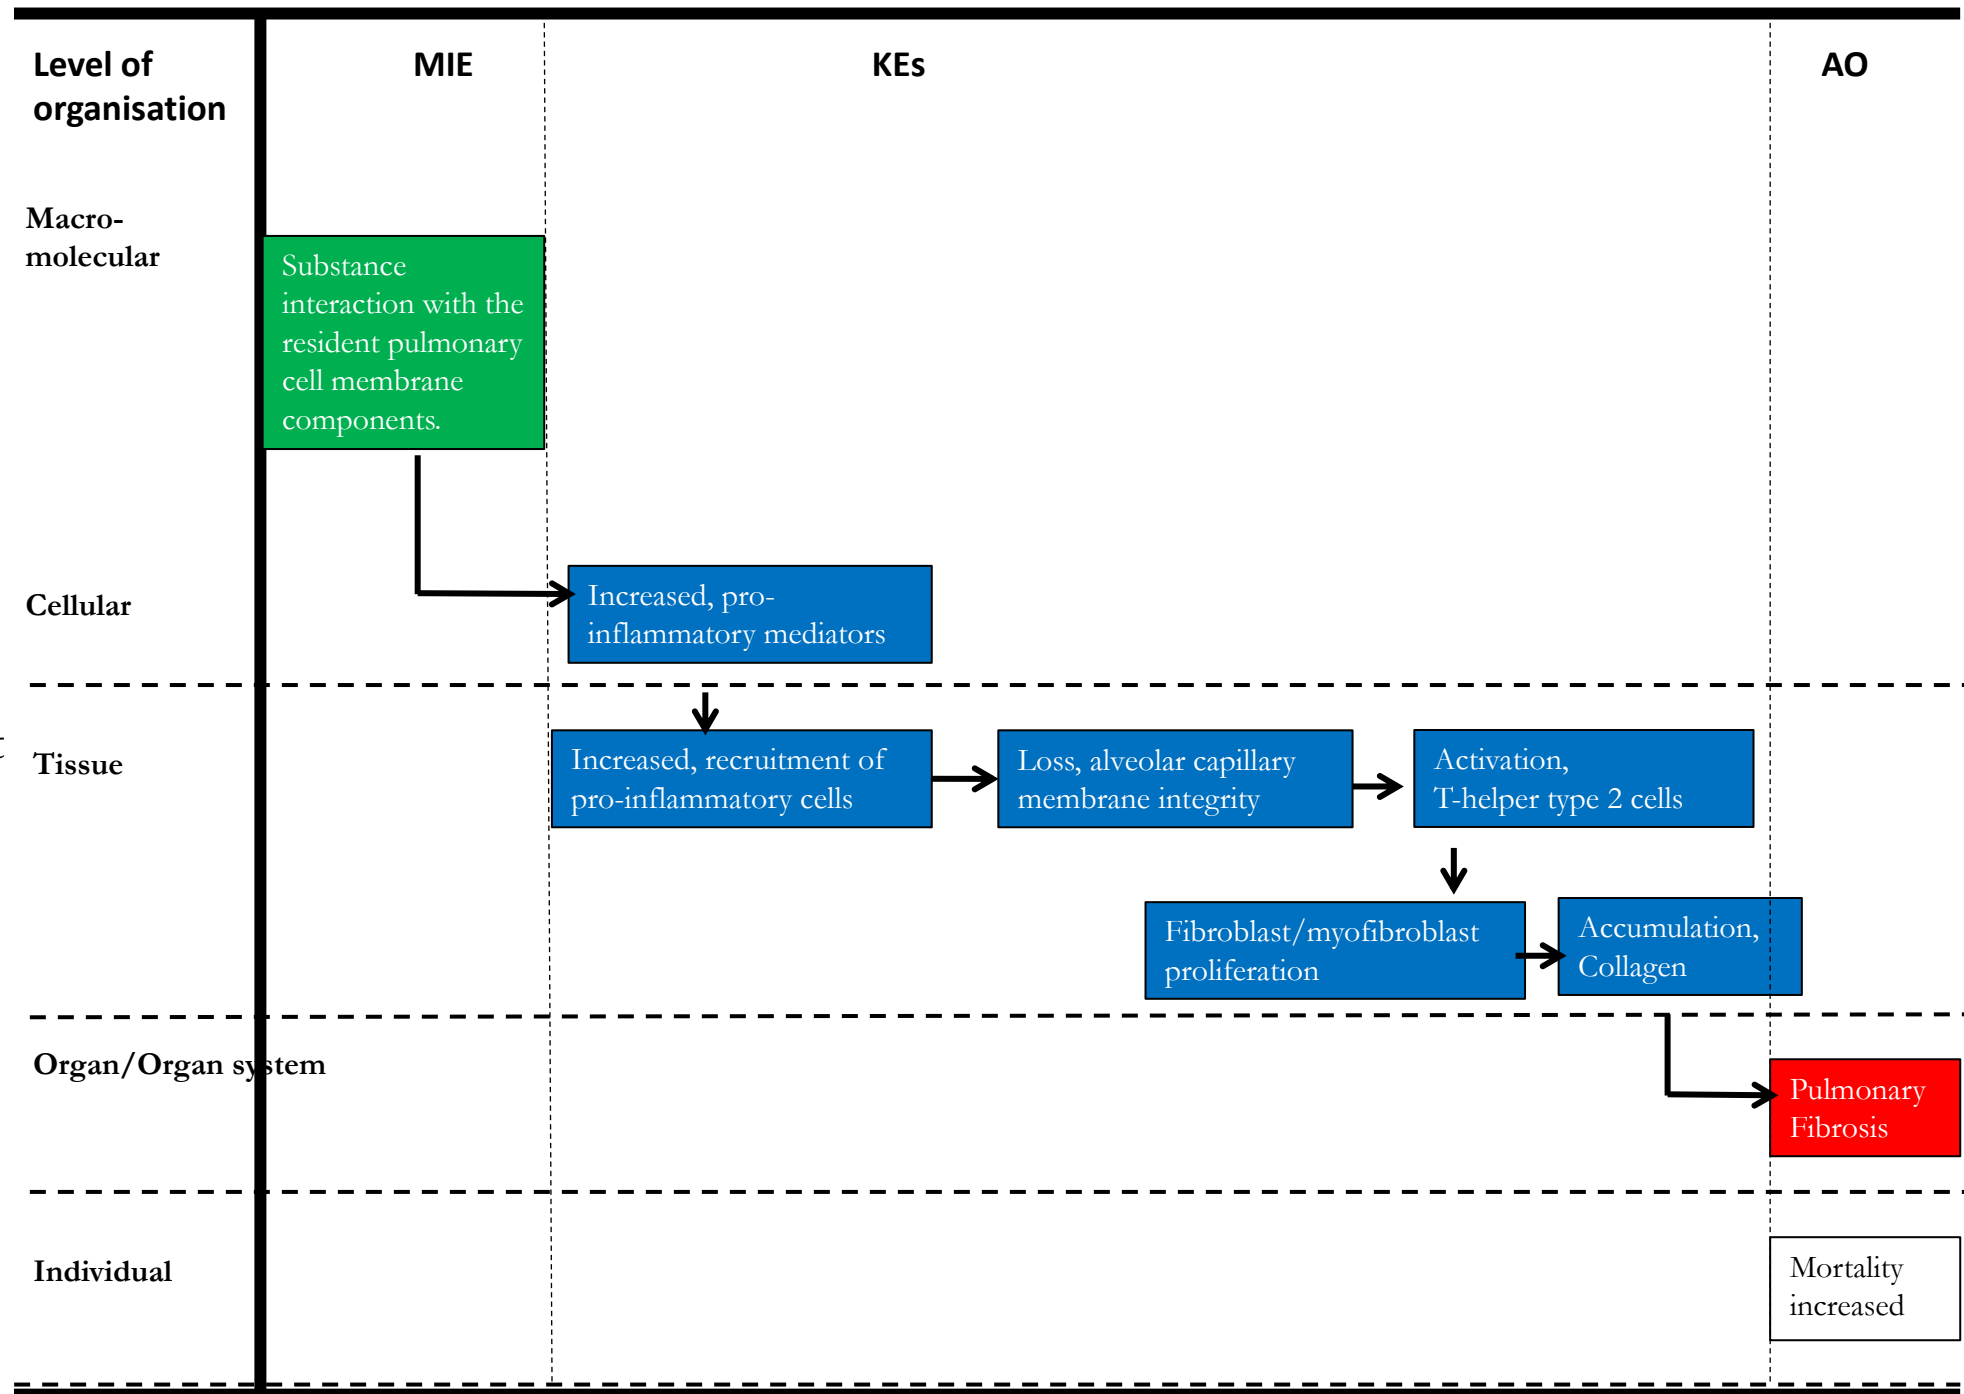 Level of
organisation
MIE
KEs
AO
Macro-
molecular
Substance
interaction with the
resident pulmonary
cell membrane
components.
Cellular
Increased, pro-
inflammatory mediators
Tissue
Increased, recruitment of
pro-inflammatory cells
Loss, alveolar capillary
membrane integrity
Activation,
T-helper type 2 cells
Fibroblast/myofibroblast
proliferation
Accumulation,
Collagen
Organ/Organ system
Pulmonary
Fibrosis
Individual
Mortality
increased